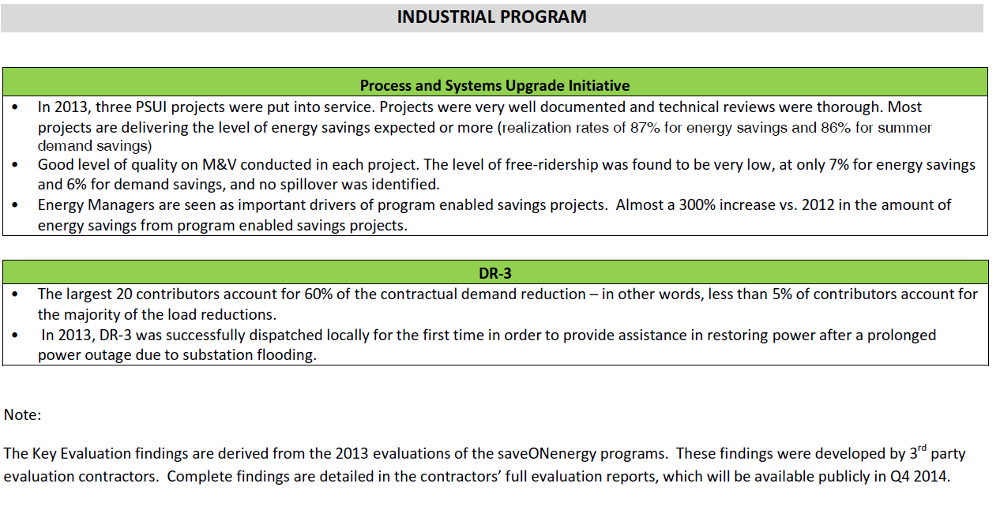 INDUSTRIAL PROGRAM
Process and Systems Upgrade Initiative
• In 2013, three PSUI projects were put into service. Projects were very well documented and technical reviews were thorough. Most
projects are delivering the level of energy savings expected or more (realization rates of 87% for energy savings and 86% for summer
demand savings)
• Good level of quality on M&V conducted in each project. The level of free-ridership was found to be very low, at only 7% for energy savings
and 6% for demand savings, and no spillover was identified.
• Energy Managers are seen as important drivers of program enabled savings projects.  Almost a 300% increase vs. 2012 in the amount of
energy savings from program enabled savings projects.
DR-3
• The largest 20 contributors account for 60% of the contractual demand reduction – in other words, less than 5% of contributors account for
the majority of the load reductions.
• In 2013, DR-3 was successfully dispatched locally for the first time in order to provide assistance in restoring power after a prolonged
power outage due to substation flooding.
Note:
The Key Evaluation findings are derived from the 2013 evaluations of the saveONenergy programs.  These findings were developed by 3rd party
evaluation contractors.  Complete findings are detailed in the contractors’ full evaluation reports, which will be available publicly in Q4 2014.